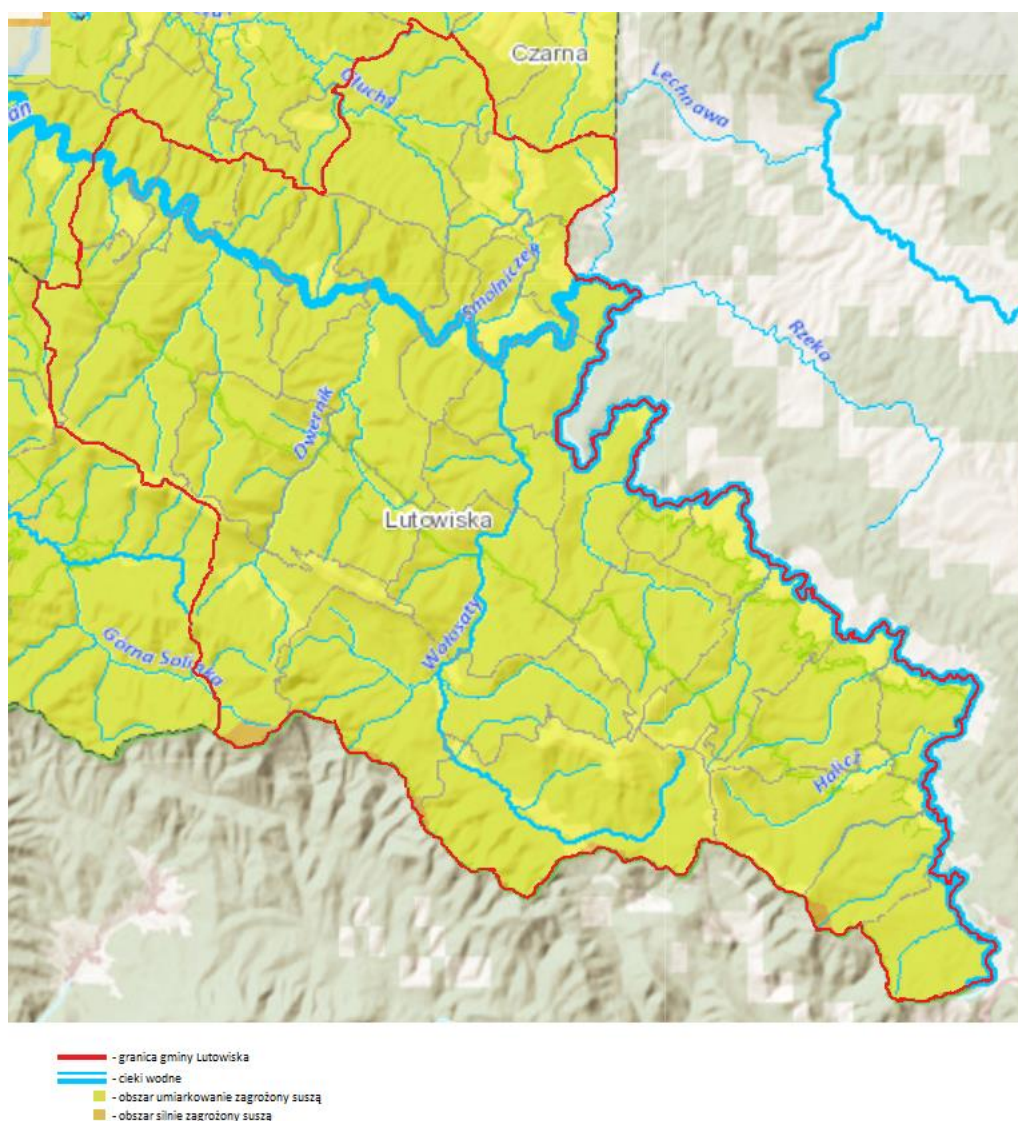 Czarna
Głuchy
Lechnawa
an
Smolniczek
Rzeka
Dwernik
Lutowiska
Wołosaty
Górna Solinka
Halicz
- granica gminy Lutowiska
- cieki wodne
- obszar umiarkowanie zagrożony suszą
- obszar silnie zagrożony suszą